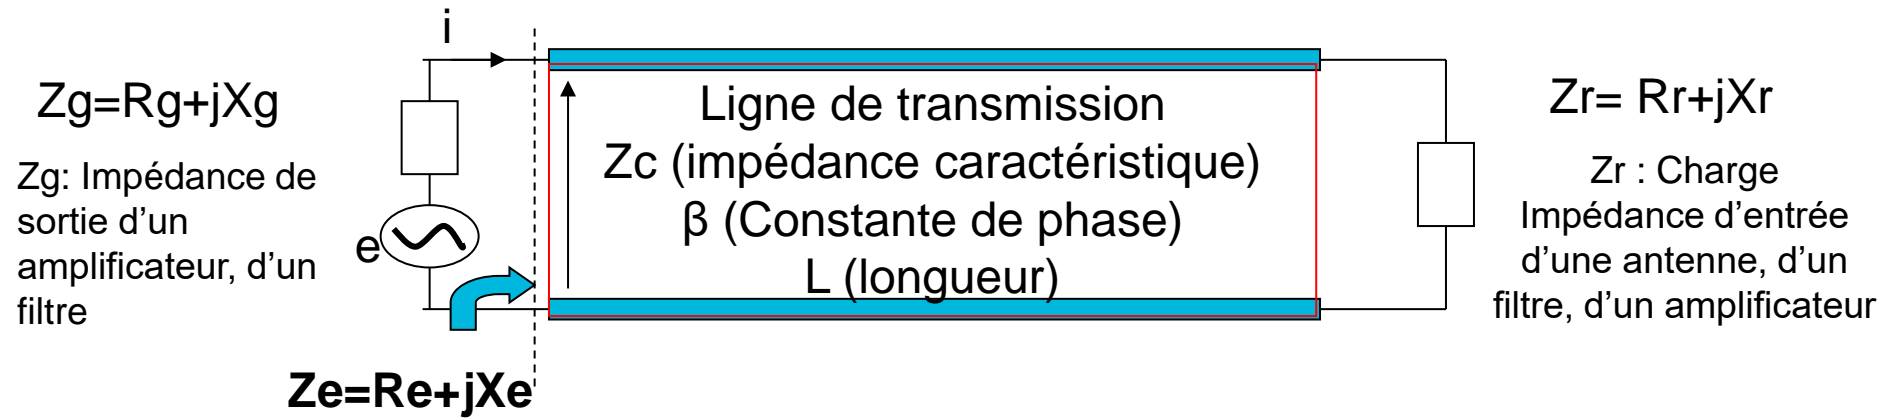 i
Zg=Rg+jXg
Zg: Impédance de
sortie d’un
amplificateur, d’un
filtre
e
Ze=Re+jXe
Ligne de transmission
Zc (impédance caractéristique)
β (Constante de phase)
L (longueur)
Zr= Rr+jXr
Zr : Charge
Impédance d’entrée
d’une antenne, d’un
filtre, d’un amplificateur